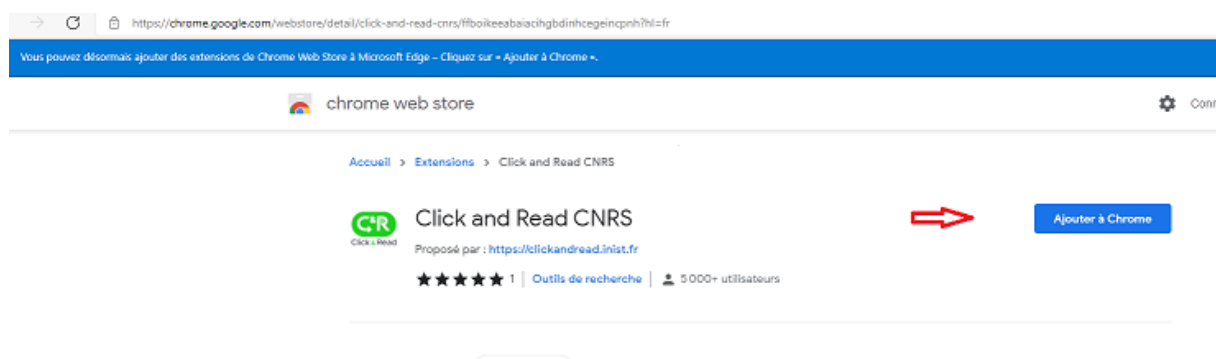 https://chrome.google.com/webstore/detail/click-and-read-cnrs/ffboikeeabaiacihgbdinhcegeincpnh?hl=fr
Vous pouvez désormais ajouter des extensions de Chrome Web Store à Microsoft Edge – Cliquez sur « Ajouter à Chrome ».
chrome web store
Conn
Accueil > Extensions > Click and Read CNRS
C&R
Click & Read
Click and Read CNRS
Ajouter à Chrome
Proposé par : https://clickandread.inist.fr
1 | Outils de recherche | 5 000+ utilisateurs